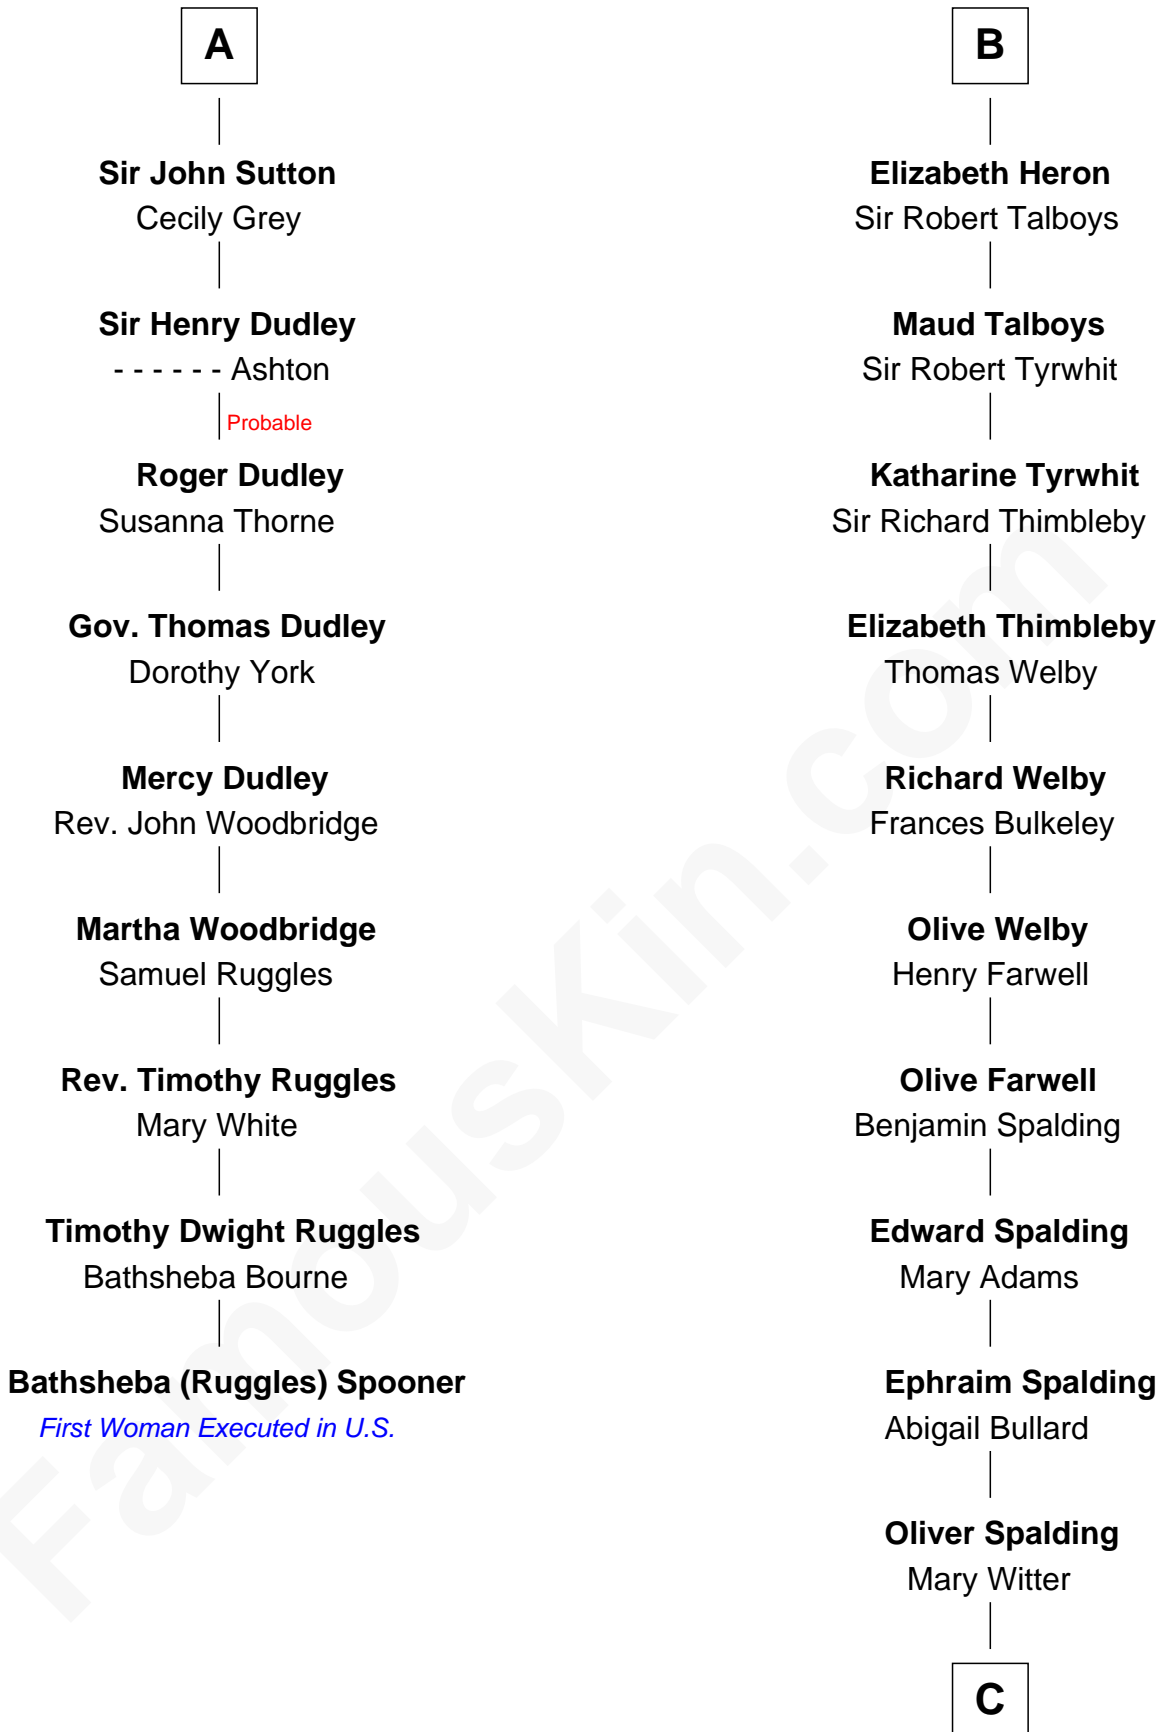 A
Sir John Sutton
Cecily Grey
Sir Henry Dudley
- - - - - - Ashton
Probable
Roger Dudley
Susanna Thorne
Gov. Thomas Dudley
Dorothy York
Mercy Dudley
Rev. John Woodbridge
Martha Woodbridge
Samuel Ruggles
Rev. Timothy Ruggles
Mary White
Timothy Dwight Ruggles
Bathsheba Bourne
Bathsheba (Ruggles) Spooner
First Woman Executed in U.S.
B
Elizabeth Heron
Sir Robert Talboys
Maud Talboys
Sir Robert Tyrwhit
Katharine Tyrwhit
Sir Richard Thimbleby
Elizabeth Thimbleby
Thomas Welby
Richard Welby
Frances Bulkeley
Olive Welby
Henry Farwell
Olive Farwell
Benjamin Spalding
Edward Spalding
Mary Adams
Ephraim Spalding
Abigail Bullard
Oliver Spalding
Mary Witter
C
FamousKin.com